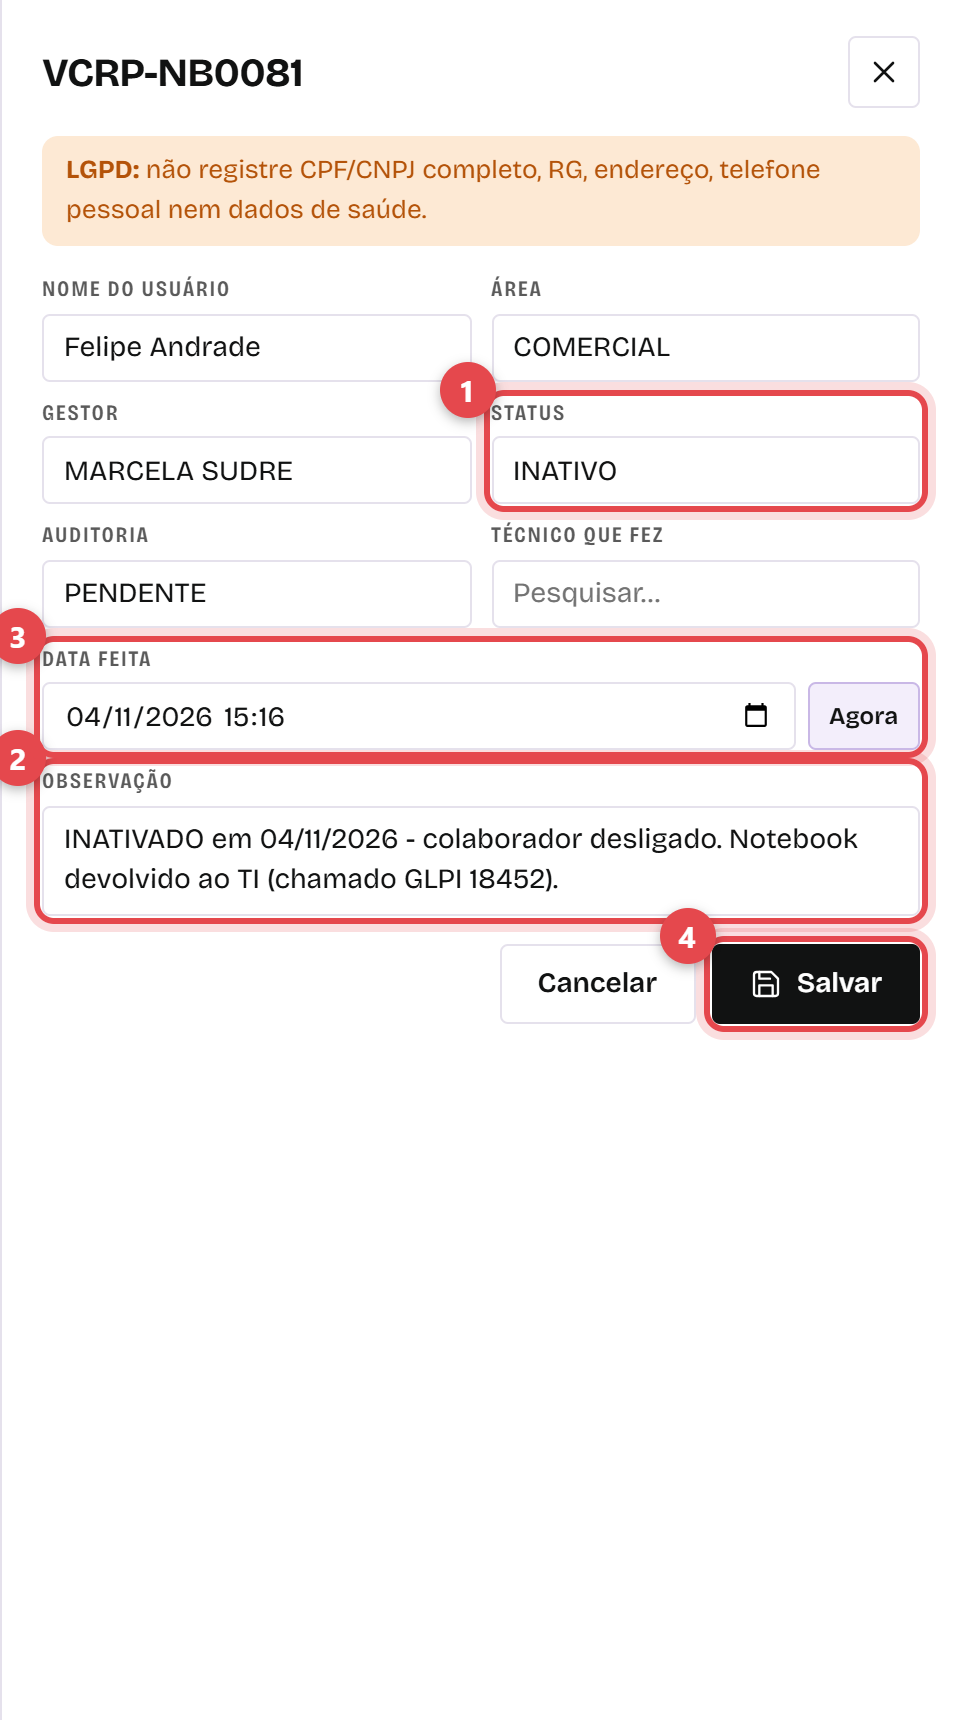 VCRP-NB0081
LGPD: não registre CPF/CNPJ completo, RG, endereço, telefone
pessoal nem dados de saúde.
NOME DO USUÁRIO
ÁREA
Felipe Andrade
COMERCIAL
1
GESTOR
STATUS
MARCELA SUDRE
INATIVO
AUDITORIA
TÉCNICO QUE FEZ
PENDENTE
Pesquisar...
3
DATA FEITA
04/11/2026 15:16
Agora
2
OBSERVAÇÃO
INATIVADO em 04/11/2026 - colaborador desligado. Notebook
devolvido ao TI (chamado GLPI 18452).
4
Cancelar
Salvar